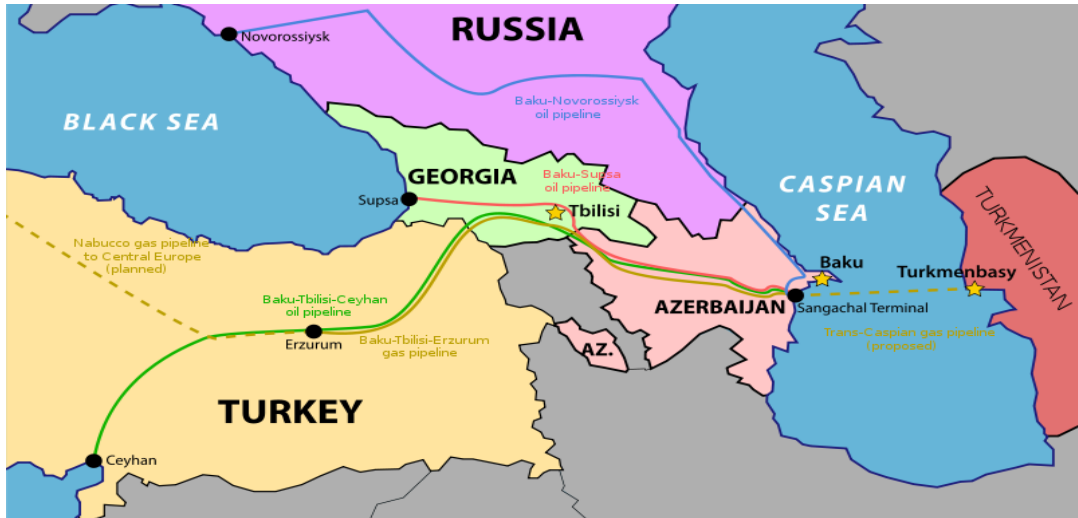 RUSSIA
Novorossiysk
BLACK SEA
Baku-Novorossiysk
oil pipeline
GEORGIA
Baku-Supsa
oil pipeline
Supsa
Tbilisi
CASPIAN
SEA
TURKMENISTAN
Nabucco gas pipeline
to Central Europe
(planned)
Baku
Turkmenbasy
Baku-Tbilisi-Ceyhan
oil pipeline
AZERBAIJAN
Sangachal Terminal
Erzurum
Baku-Tbilisi-Erzurum
gas pipeline
Trans-Caspian gas pipeline
(proposed)
AZ.
TURKEY
Ceyhan